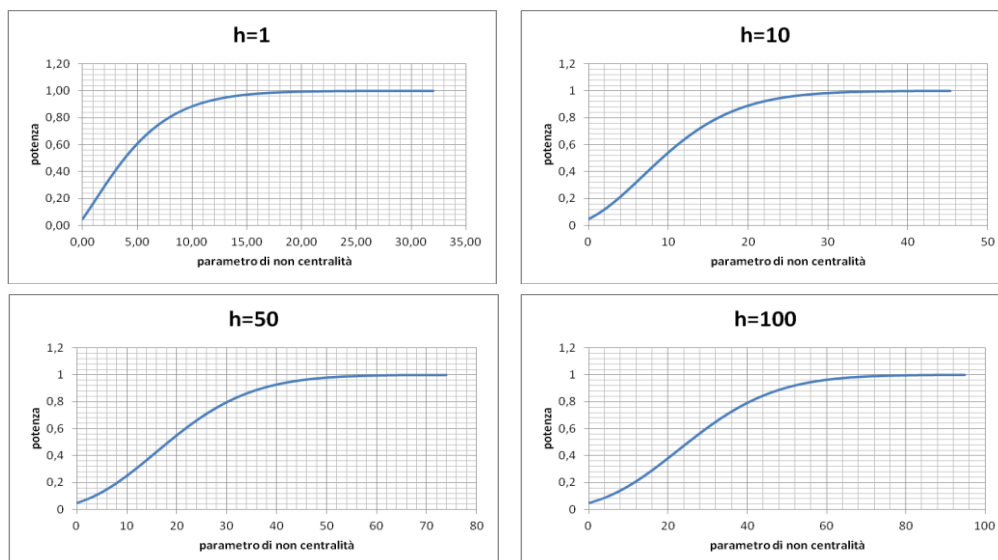 h=1
1,20
1,00
0,80
0,60
0,40
0,20
0,00
potenza
0,00 5,00 10,00 15,00 20,00 25,00 30,00 35,00
parametro di non centralità
h=10
1,2
1
0,8
0,6
0,4
0,2
0
potenza
0 10 20 30 40 50
parametro di non centralità
h=50
1,2
1
0,8
0,6
0,4
0,2
0
potenza
0 10 20 30 40 50 60 70 80
parametro di non centralità
h=100
1,2
1
0,8
0,6
0,4
0,2
0
potenza
0 20 40 60 80 100
parametro di non centralità